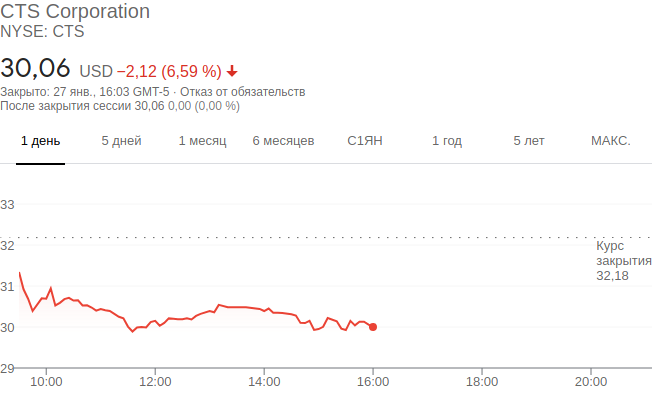 CTS Corporation
NYSE: CTS
30,06 USD −2,12 (6,59 %)
Закрыто: 27 янв., 16:03 GMT-5 · Отказ от обязательств
После закрытия сессии 30,06 0,00 (0,00 %)
1 день 5 дней 1 месяц 6 месяцев С1ЯН 1 год 5 лет МАКС.
33
32
31
30
29
Курс
закрытия
32,18
10:00 12:00 14:00 16:00 18:00 20:00